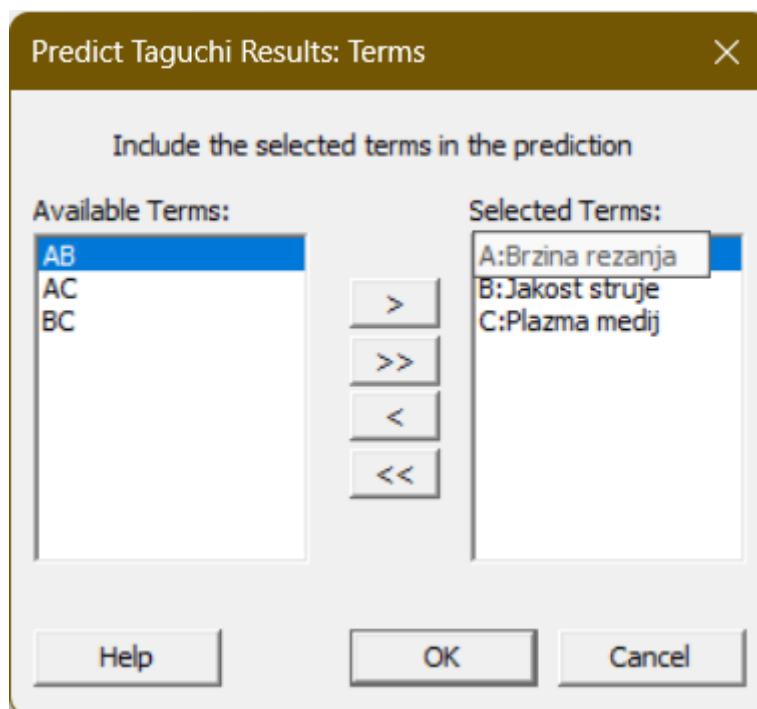 Predict Taguchi Results: Terms
Include the selected terms in the prediction
Available Terms:
AB
AC
BC
>
>>
<
<<
Selected Terms:
A:Brzina rezanja
B:Jakost struje
C:Plazma medij
Help
OK
Cancel